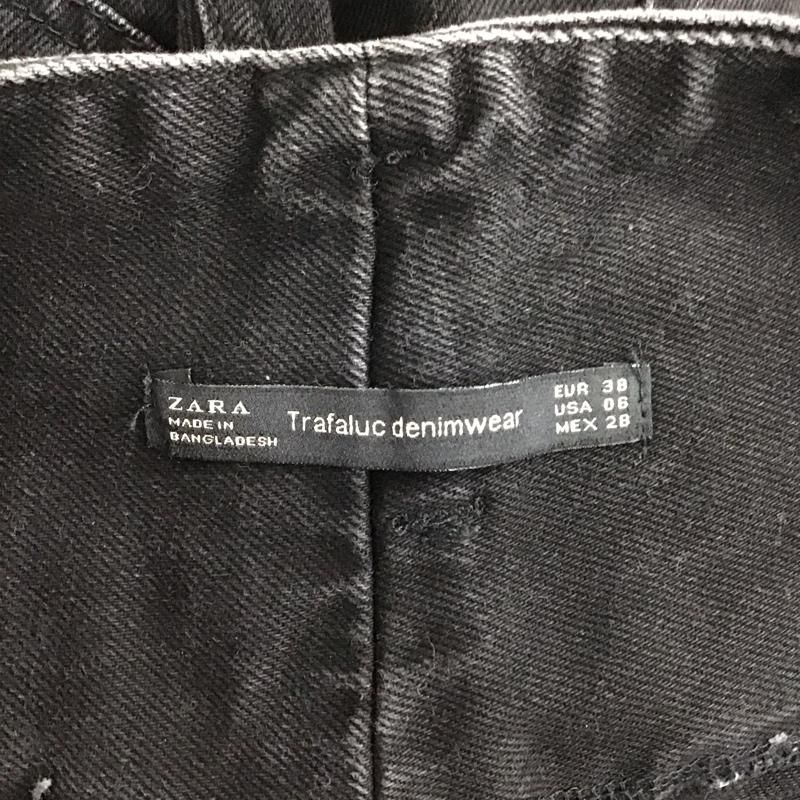 ZARA
MADE IN
BANGLADESH
Trafaluc denimwear
EUR 38
USA 06
MEX 28